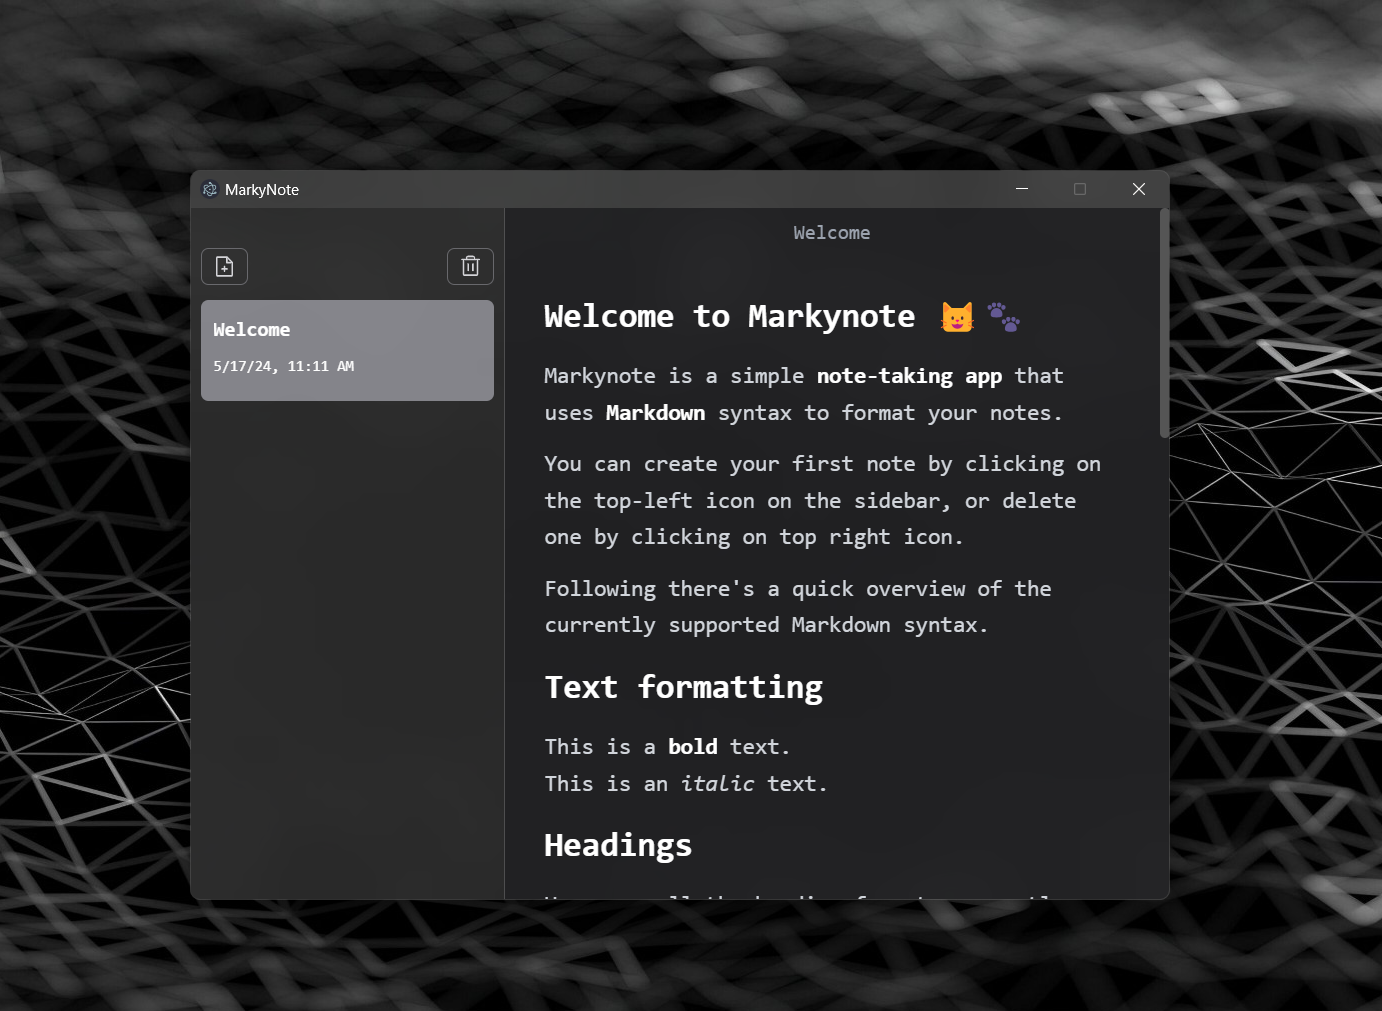 MarkyNote
Welcome
5/17/24, 11:11 AM
Welcome
Welcome to Markynote 😺 🐾
Markynote is a simple note-taking app that
uses Markdown syntax to format your notes.
You can create your first note by clicking on
the top-left icon on the sidebar, or delete
one by clicking on top right icon.
Following there's a quick overview of the
currently supported Markdown syntax.
Text formatting
This is a bold text.
This is an italic text.
Headings